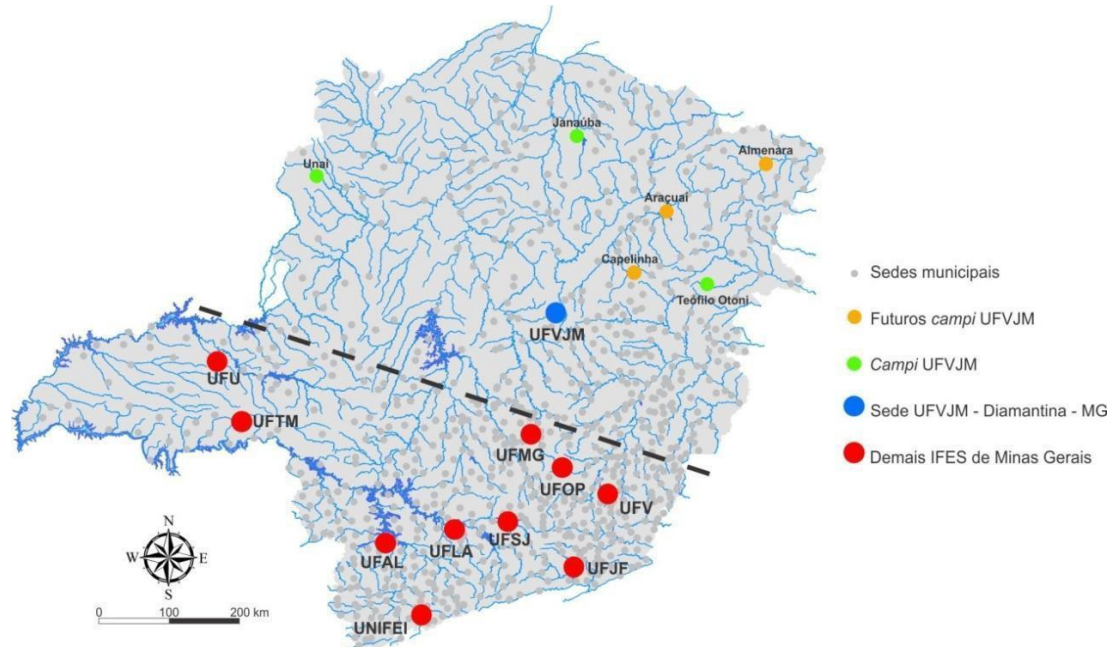 Janaúba
Almenara
Unaí
Araçuaí
Capelinha
Teófilo Otoni
UFVJM
UFU
UFTM
UFMG
UFOP
UFV
UFSJ
UFLA
UFAL
UFJF
UNIFEI
N
W
E
S
0 100 200 km
Sedes municipais
Futuros campi UFVJM
Campi UFVJM
Sede UFVJM - Diamantina - MG
Demais IFES de Minas Gerais